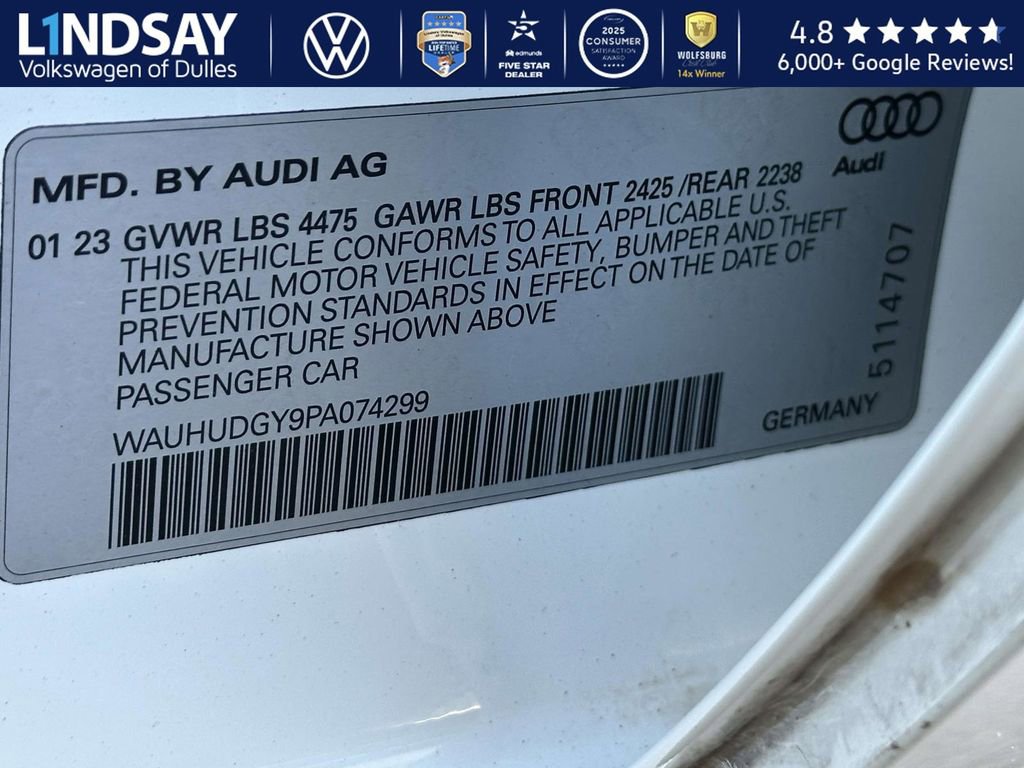 L1NDSAY
Volkswagen of Dulles
LIFETIME
edmunds
FIVE STAR
DEALER
2025
CONSUMER
SATISFACTION
AWARD
WOLFSBURG
14x Winner
4.8
6,000+ Google Reviews!
Audi
MFD. BY AUDI AG
01 23 GVWR LBS 4475 GAWR LBS FRONT 2425 /REAR 2238
THIS VEHICLE CONFORMS TO ALL APPLICABLE U.S.
FEDERAL MOTOR VEHICLE SAFETY, BUMPER AND THEFT
PREVENTION STANDARDS IN EFFECT ON THE DATE OF
MANUFACTURE SHOWN ABOVE
PASSENGER CAR
WAUHUDGY9PA074299
GERMANY
5114707